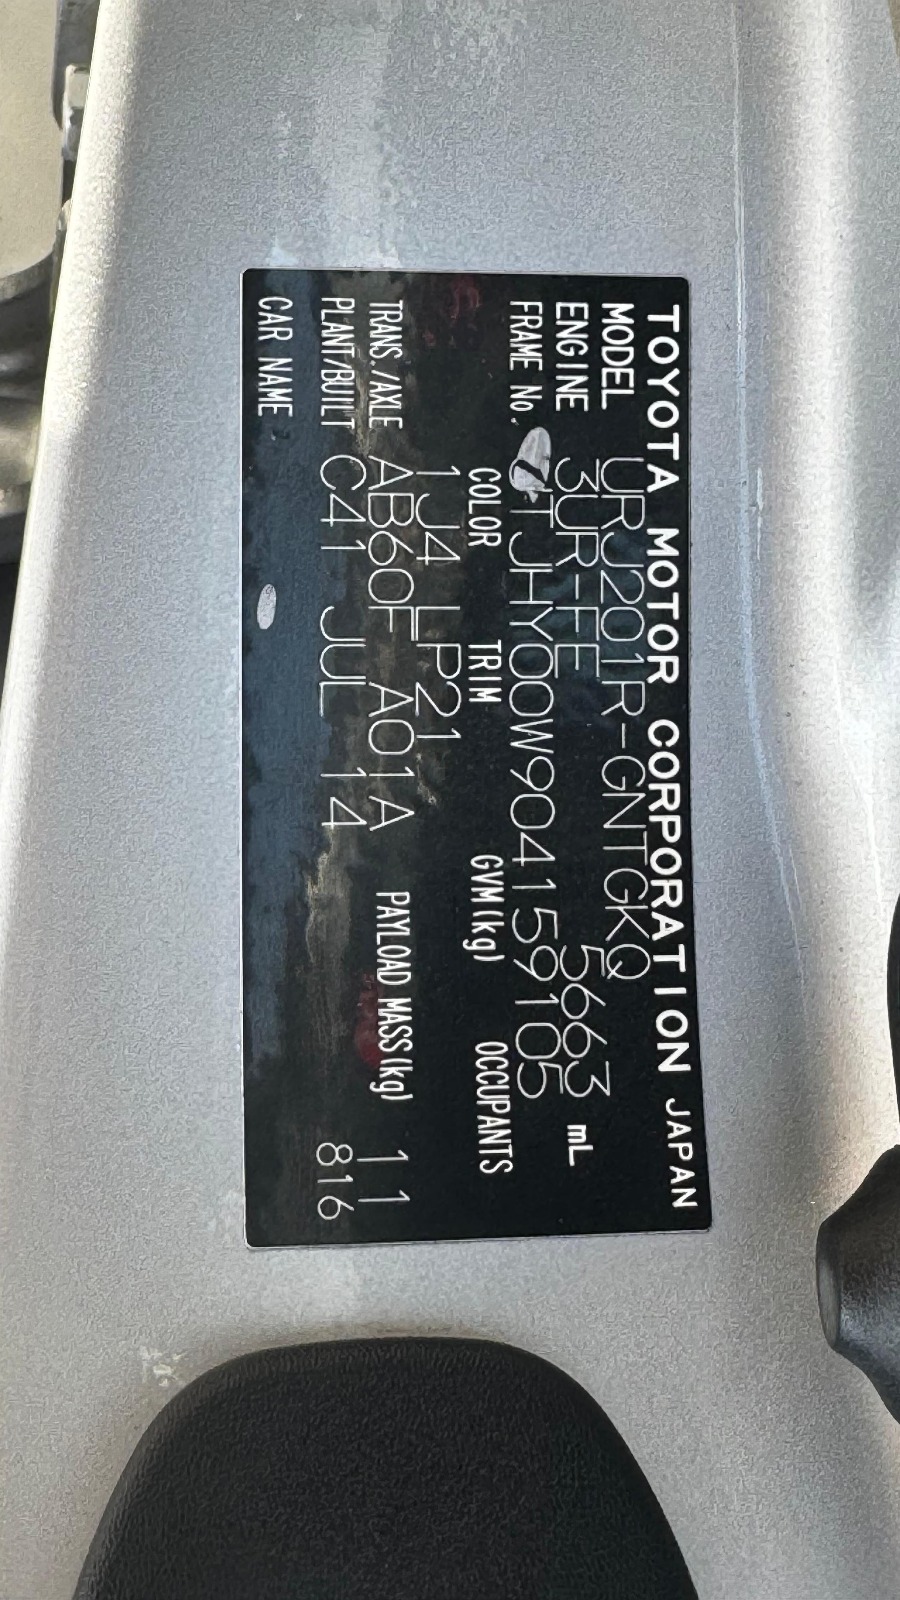 TOYOTA MOTOR CORPORATION JAPAN
MODEL URJ201R-GNTGKQ
ENGINE 3UR-FE 5663 mL
FRAME No. JTJHY00W904159105
COLOR TRIM GVM(kg) OCCUPANTS
1J4 LP21
TRANS./AXLE AB60F A01A PAYLOAD MASS(kg) 11
PLANT/BUILT C41 JUL 14 816
CAR NAME